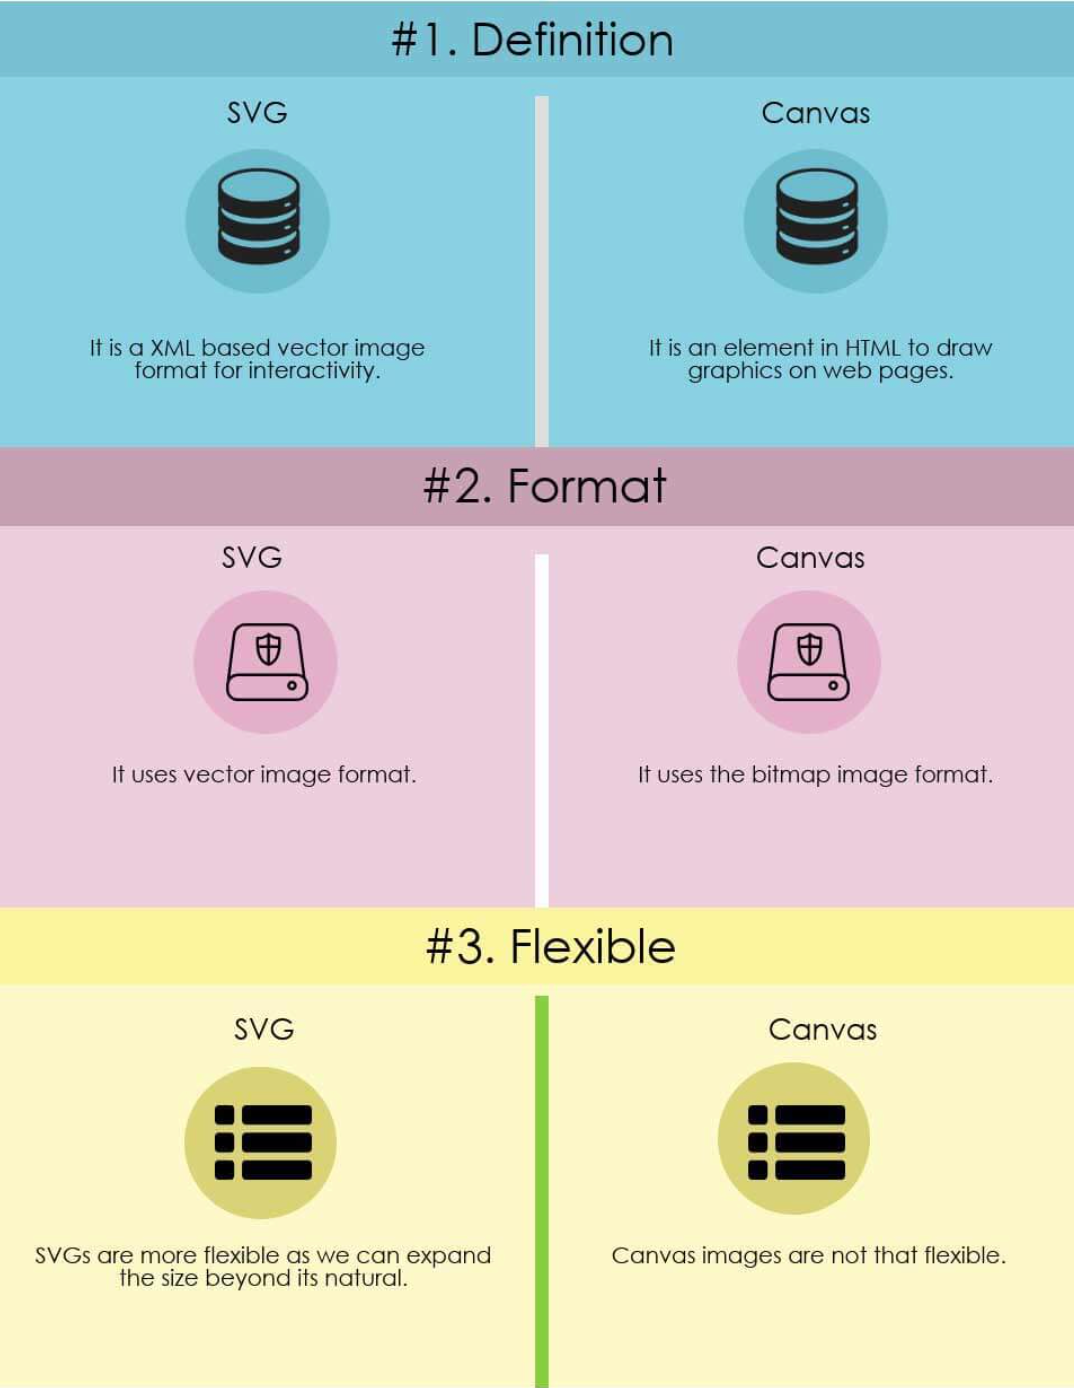 #1. Definition
SVG
Canvas
It is a XML based vector image
format for interactivity.
It is an element in HTML to draw
graphics on web pages.
#2. Format
SVG
Canvas
It uses vector image format.
It uses the bitmap image format.
#3. Flexible
SVG
Canvas
SVGs are more flexible as we can expand
the size beyond its natural.
Canvas images are not that flexible.